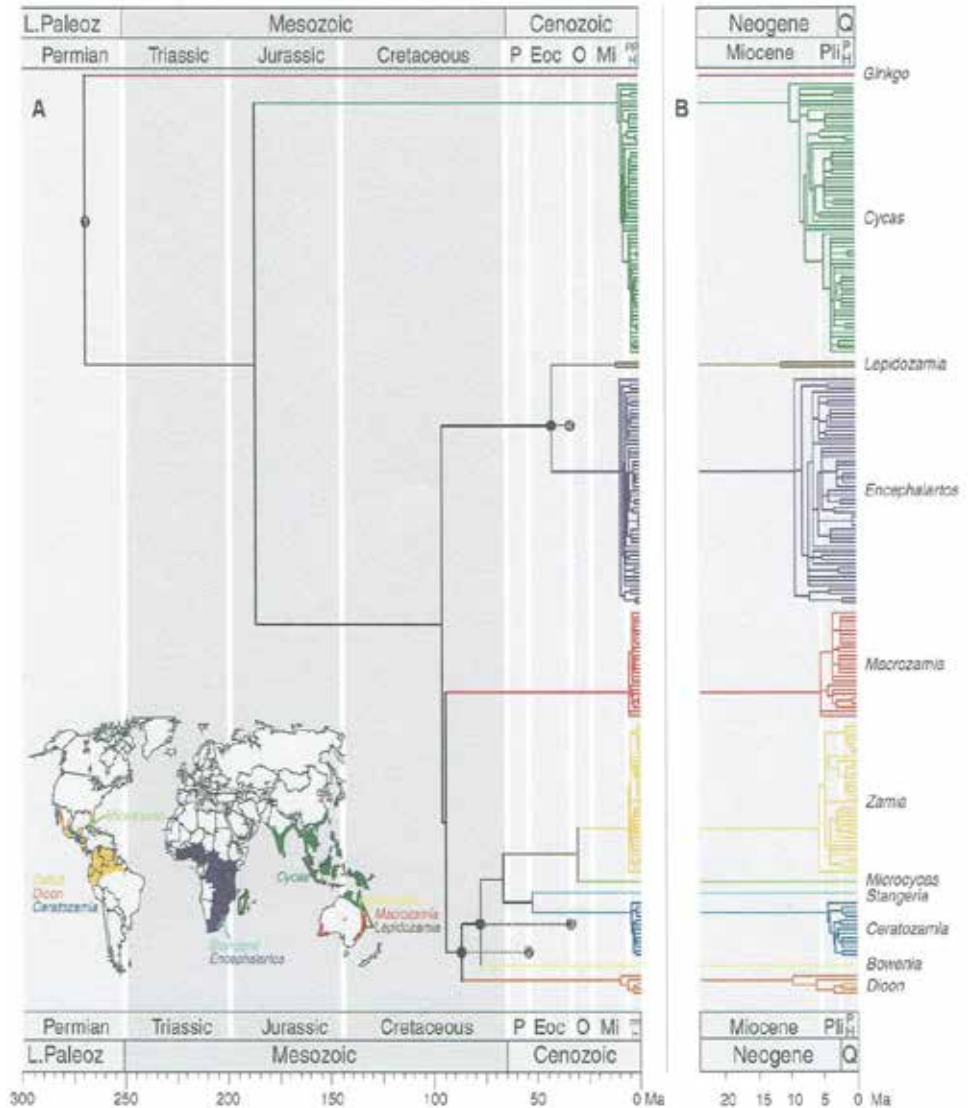 L.Paleoz Mesozoic Cenozoic
Permian Triassic Jurassic Cretaceous P Eoc O Mi
Neogene Q
Miocene Pli P H
A
B
Ginkgo
Cycas
Lepidozamia
Encephalartos
Macrozamia
Zamia
Microcycas
Stangeria
Ceratozamia
Bowenia
Dioon
Dioon
Ceratozamia
Encephalartos
Cycas
Macrozamia
Lepidozamia
Permian Triassic Jurassic Cretaceous P Eoc O Mi
L.Paleoz Mesozoic Cenozoic
Miocene Pli P H
Neogene Q
300 250 200 150 100 50 0 Ma
20 15 10 5 0 Ma